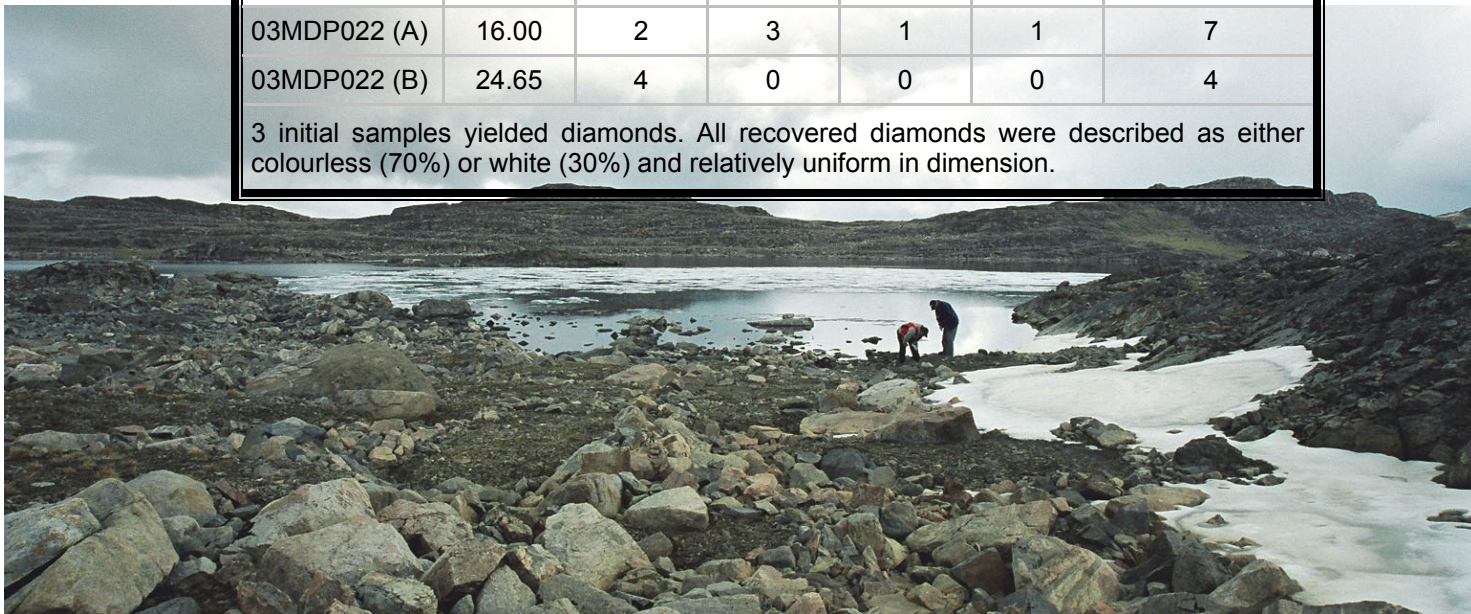 03MDP022 (A) 16.00 2 3 1 1 7
03MDP022 (B) 24.65 4 0 0 0 4
3 initial samples yielded diamonds. All recovered diamonds were described as either
colourless (70%) or white (30%) and relatively uniform in dimension.